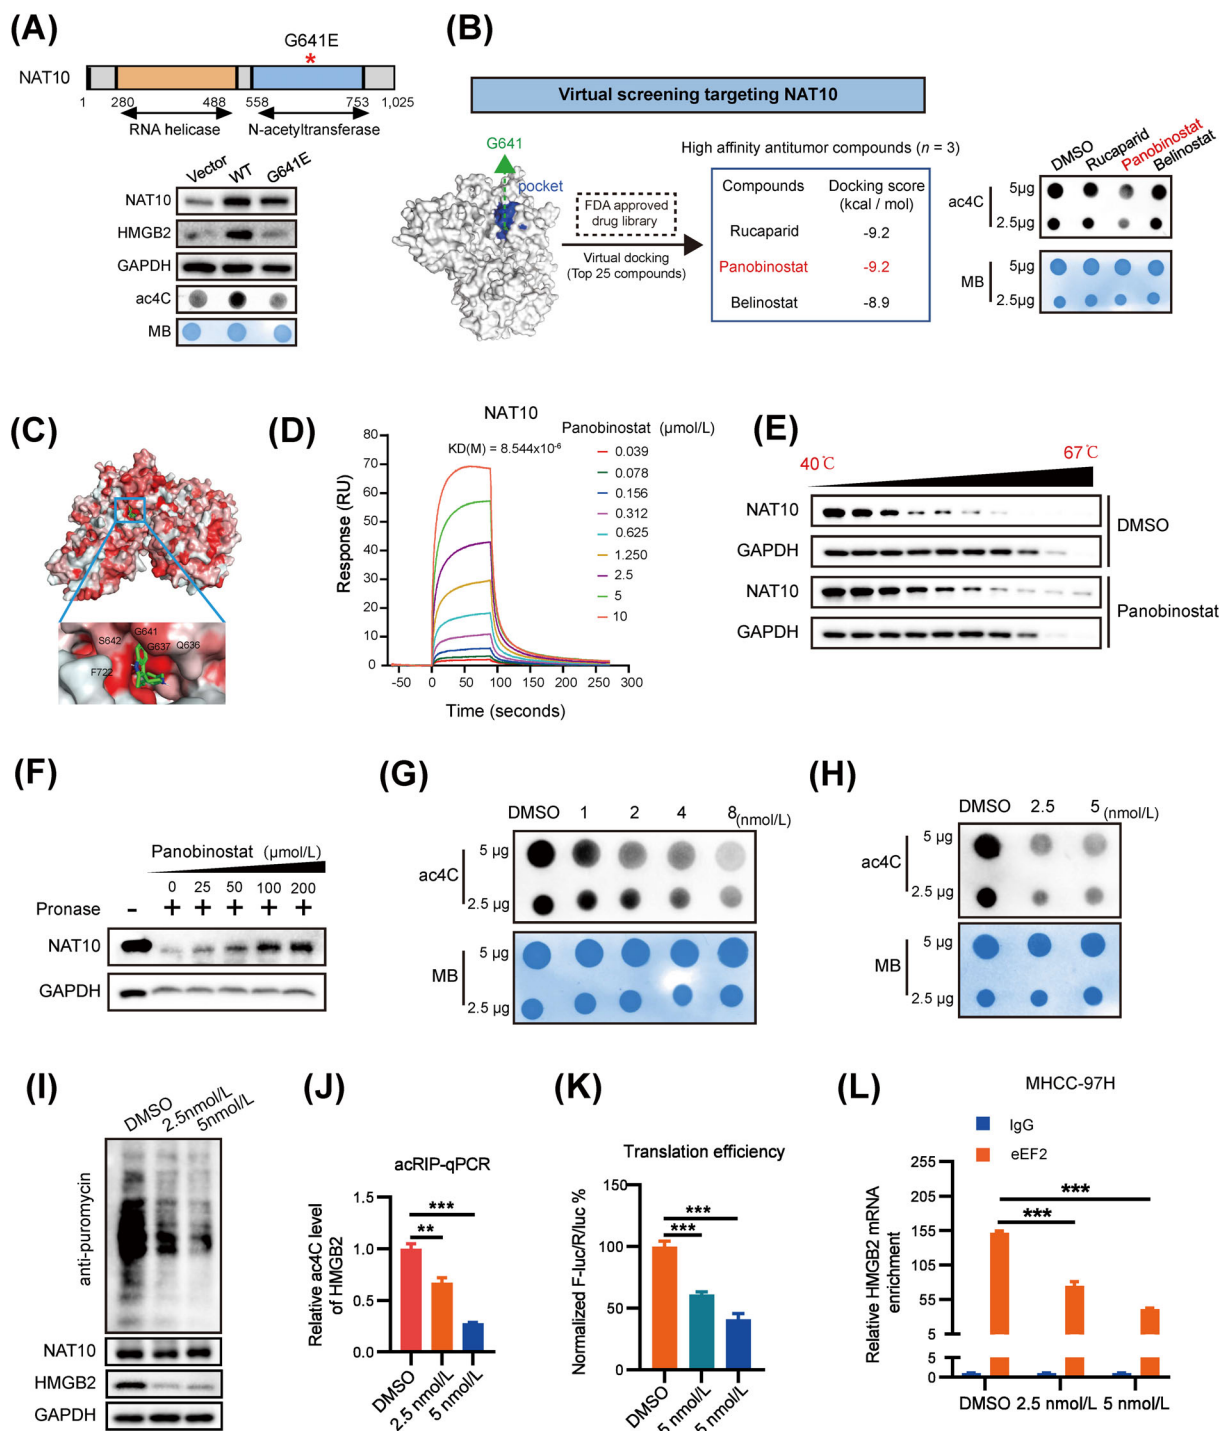 (A)
G641E
*
NAT10
1 280 488 558 753 1,025
RNA helicase N-acetyltransferase
Vector WT G641E
NAT10
HMGB2
GAPDH
ac4C
MB
(B)
Virtual screening targeting NAT10
G641
pocket
FDA approved
drug library
Virtual docking
(Top 25 compounds)
High affinity antitumor compounds (n = 3)
Compounds Docking score
(kcal / mol)
Rucaparid -9.2
Panobinostat -9.2
Belinostat -8.9
DMSO Rucaparid Panobinostat Belinostat
ac4C
5μg
2.5μg
MB
5μg
2.5μg
(C)
G641
S642 G637 Q636
F722
(D)
NAT10
KD(M) = 8.544x10-6
Panobinostat (μmol/L)
0.039
0.078
0.156
0.312
0.625
1.250
2.5
5
10
Response (RU)
80
70
60
50
40
30
20
10
0
-50 0 50 100 150 200 250 300
Time (seconds)
(E)
40℃ 67℃
NAT10
GAPDH
DMSO
NAT10
GAPDH
Panobinostat
(F)
Panobinostat (μmol/L)
0 25 50 100 200
Pronase - + + + + +
NAT10
GAPDH
(G)
DMSO 1 2 4 8 (nmol/L)
ac4C
5 μg
2.5 μg
MB
5 μg
2.5 μg
(H)
DMSO 2.5 5 (nmol/L)
ac4C
5 μg
2.5 μg
MB
5 μg
2.5 μg
(I)
DMSO 2.5nmol/L 5nmol/L
anti-puromycin
NAT10
HMGB2
GAPDH
(J)
acRIP-qPCR
Relative ac4C level
of HMGB2
1.5
1.0
0.5
0.0
***
**
DMSO 2.5 nmol/L 5 nmol/L
(K)
Translation efficiency
Normalized F-luc/R/luc %
150
100
50
0
***
***
DMSO 5 nmol/L 5 nmol/L
(L)
MHCC-97H
IgG
eEF2
Relative HMGB2 mRNA
enrichment
255
205
155
105
55
5
5
0
***
***
DMSO 2.5 nmol/L 5 nmol/L